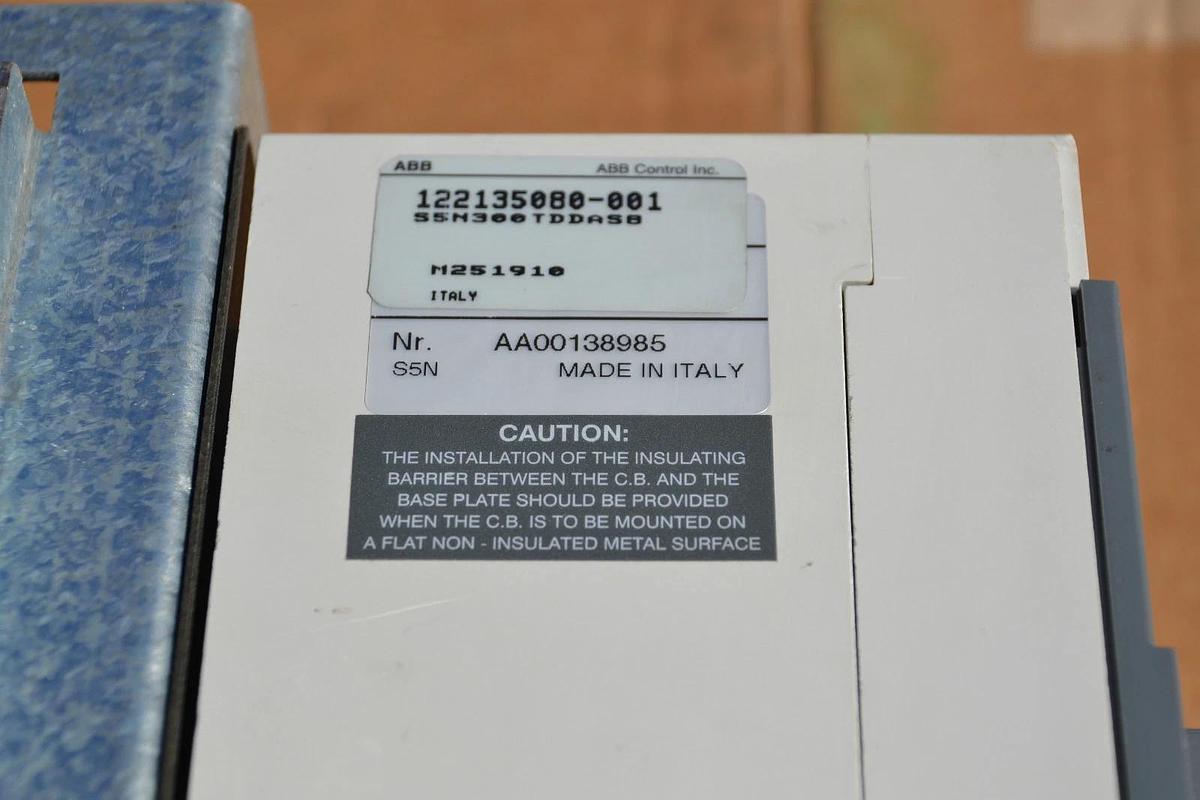 ABB ABB Control Inc.
122135080-001
S5N300TDDASB
M251910
ITALY
Nr. AA00138985
S5N MADE IN ITALY
CAUTION:
THE INSTALLATION OF THE INSULATING
BARRIER BETWEEN THE C.B. AND THE
BASE PLATE SHOULD BE PROVIDED
WHEN THE C.B. IS TO BE MOUNTED ON
A FLAT NON - INSULATED METAL SURFACE